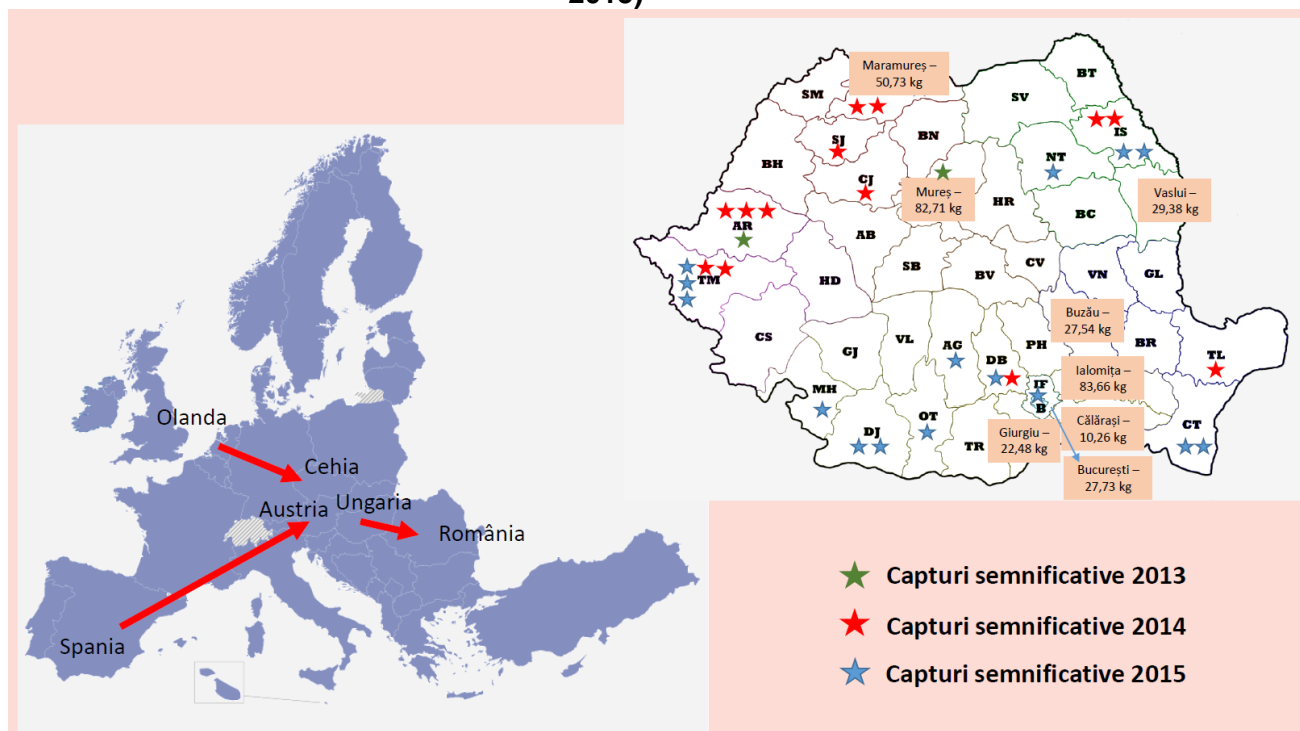 2015)
Olanda
Cehia
Ungaria
Austria
România
Spania
Maramureș –
50,73 kg
BT
SM
SV
IS
SJ
BN
NT
BH
CJ
Mureș –
82,71 kg
HR
Vaslui –
29,38 kg
BC
AR
AB
TM
HD
SB
BV
CV
VN
GL
Buzău –
27,54 kg
CS
GJ
VL
AG
DB
PH
BR
TL
Ialomița –
83,66 kg
MH
IF
B
OT
DJ
TR
Giurgiu –
22,48 kg
Călărași –
10,26 kg
CT
București –
27,73 kg
Capturi semnificative 2013
Capturi semnificative 2014
Capturi semnificative 2015